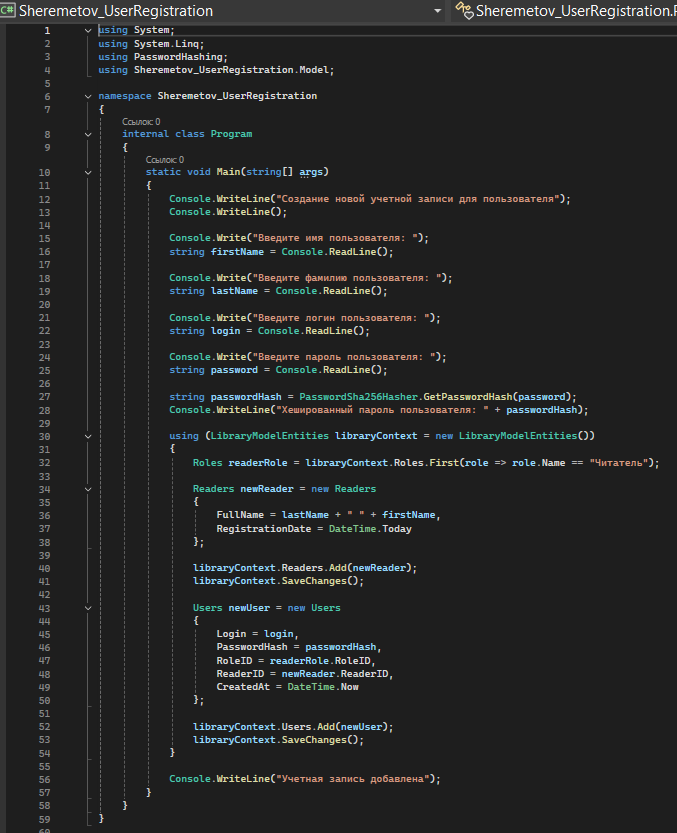 C# Sheremetov_UserRegistration Sheremetov_UserRegistration.P
1 using System;
2 using System.Linq;
3 using PasswordHashing;
4 using Sheremetov_UserRegistration.Model;
5
6 namespace Sheremetov_UserRegistration
7 {
Ссылок: 0
8 internal class Program
9 {
Ссылок: 0
10 static void Main(string[] args)
11 {
12 Console.WriteLine("Создание новой учетной записи для пользователя");
13 Console.WriteLine();
14
15 Console.Write("Введите имя пользователя: ");
16 string firstName = Console.ReadLine();
17
18 Console.Write("Введите фамилию пользователя: ");
19 string lastName = Console.ReadLine();
20
21 Console.Write("Введите логин пользователя: ");
22 string login = Console.ReadLine();
23
24 Console.Write("Введите пароль пользователя: ");
25 string password = Console.ReadLine();
26
27 string passwordHash = PasswordSha256Hasher.GetPasswordHash(password);
28 Console.WriteLine("Хешированный пароль пользователя: " + passwordHash);
29
30 using (LibraryModelEntities libraryContext = new LibraryModelEntities())
31 {
32 Roles readerRole = libraryContext.Roles.First(role => role.Name == "Читатель");
33
34 Readers newReader = new Readers
35 {
36 FullName = lastName + " " + firstName,
37 RegistrationDate = DateTime.Today
38 };
39
40 libraryContext.Readers.Add(newReader);
41 libraryContext.SaveChanges();
42
43 Users newUser = new Users
44 {
45 Login = login,
46 PasswordHash = passwordHash,
47 RoleID = readerRole.RoleID,
48 ReaderID = newReader.ReaderID,
49 CreatedAt = DateTime.Now
50 };
51
52 libraryContext.Users.Add(newUser);
53 libraryContext.SaveChanges();
54 }
55
56 Console.WriteLine("Учетная запись добавлена");
57 }
58 }
59 }
60